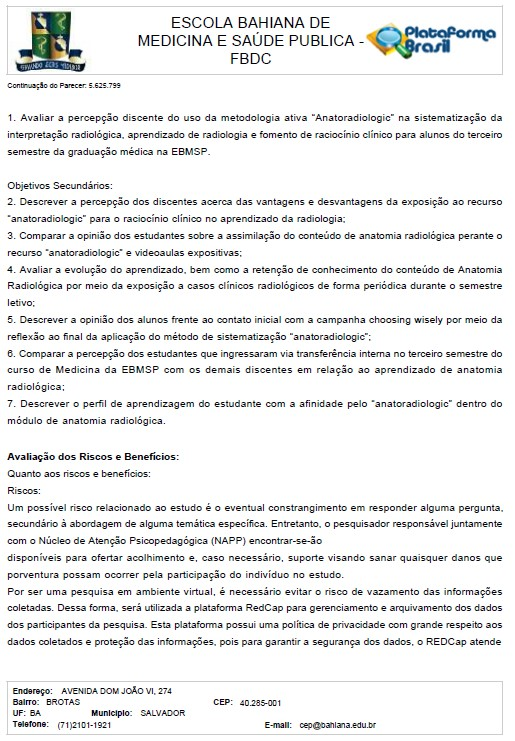 ESCOLA BAHIANA DE
MEDICINA E SAÚDE PUBLICA -
FBDC
Plataforma
Brasil
Continuação do Parecer: 5.625.799
1. Avaliar a percepção discente do uso da metodologia ativa “Anatoradiologic” na sistematização da
interpretação radiológica, aprendizado de radiologia e fomento de raciocínio clínico para alunos do terceiro
semestre da graduação médica na EBMSP.
Objetivos Secundários:
2. Descrever a percepção dos discentes acerca das vantagens e desvantagens da exposição ao recurso
“anatoradiologic” para o raciocínio clínico no aprendizado da radiologia;
3. Comparar a opinião dos estudantes sobre a assimilação do conteúdo de anatomia radiológica perante o
recurso “anatoradiologic” e videoaulas expositivas;
4. Avaliar a evolução do aprendizado, bem como a retenção de conhecimento do conteúdo de Anatomia
Radiológica por meio da exposição a casos clínicos radiológicos de forma periódica durante o semestre
letivo;
5. Descrever a opinião dos alunos frente ao contato inicial com a campanha choosing wisely por meio da
reflexão ao final da aplicação do método de sistematização “anatoradiologic”;
6. Comparar a percepção dos estudantes que ingressaram via transferência interna no terceiro semestre do
curso de Medicina da EBMSP com os demais discentes em relação ao aprendizado de anatomia
radiológica;
7. Descrever o perfil de aprendizagem do estudante com a afinidade pelo “anatoradiologic” dentro do
módulo de anatomia radiológica.
Avaliação dos Riscos e Benefícios:
Quanto aos riscos e benefícios:
Riscos:
Um possível risco relacionado ao estudo é o eventual constrangimento em responder alguma pergunta,
secundário à abordagem de alguma temática específica. Entretanto, o pesquisador responsável juntamente
com o Núcleo de Atenção Psicopedagógica (NAPP) encontrar-se-ão
disponíveis para ofertar acolhimento e, caso necessário, suporte visando sanar quaisquer danos que
porventura possam ocorrer pela participação do indivíduo no estudo.
Por ser uma pesquisa em ambiente virtual, é necessário evitar o risco de vazamento das informações
coletadas. Dessa forma, será utilizada a plataforma RedCap para gerenciamento e arquivamento dos dados
dos participantes da pesquisa. Esta plataforma possui uma política de privacidade com grande respeito aos
dados coletados e proteção das informações, pois para garantir a segurança dos dados, o REDCap atende
Endereço: AVENIDA DOM JOÃO VI, 274
Bairro: BROTAS CEP: 40.285-001
UF: BA Município: SALVADOR
Telefone: (71)2101-1921 E-mail: cep@bahiana.edu.br